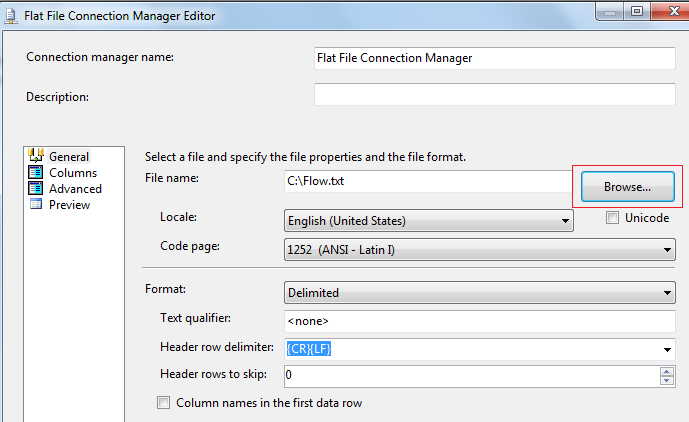 Flat File Connection Manager Editor
Connection manager name: Flat File Connection Manager
Description:
General
Columns
Advanced
Preview
Select a file and specify the file properties and the file format.
File name: C:\Flow.txt Browse...
Locale: English (United States) Unicode
Code page: 1252 (ANSI - Latin I)
Format: Delimited
Text qualifier: <none>
Header row delimiter: {CR}{LF}
Header rows to skip: 0
Column names in the first data row